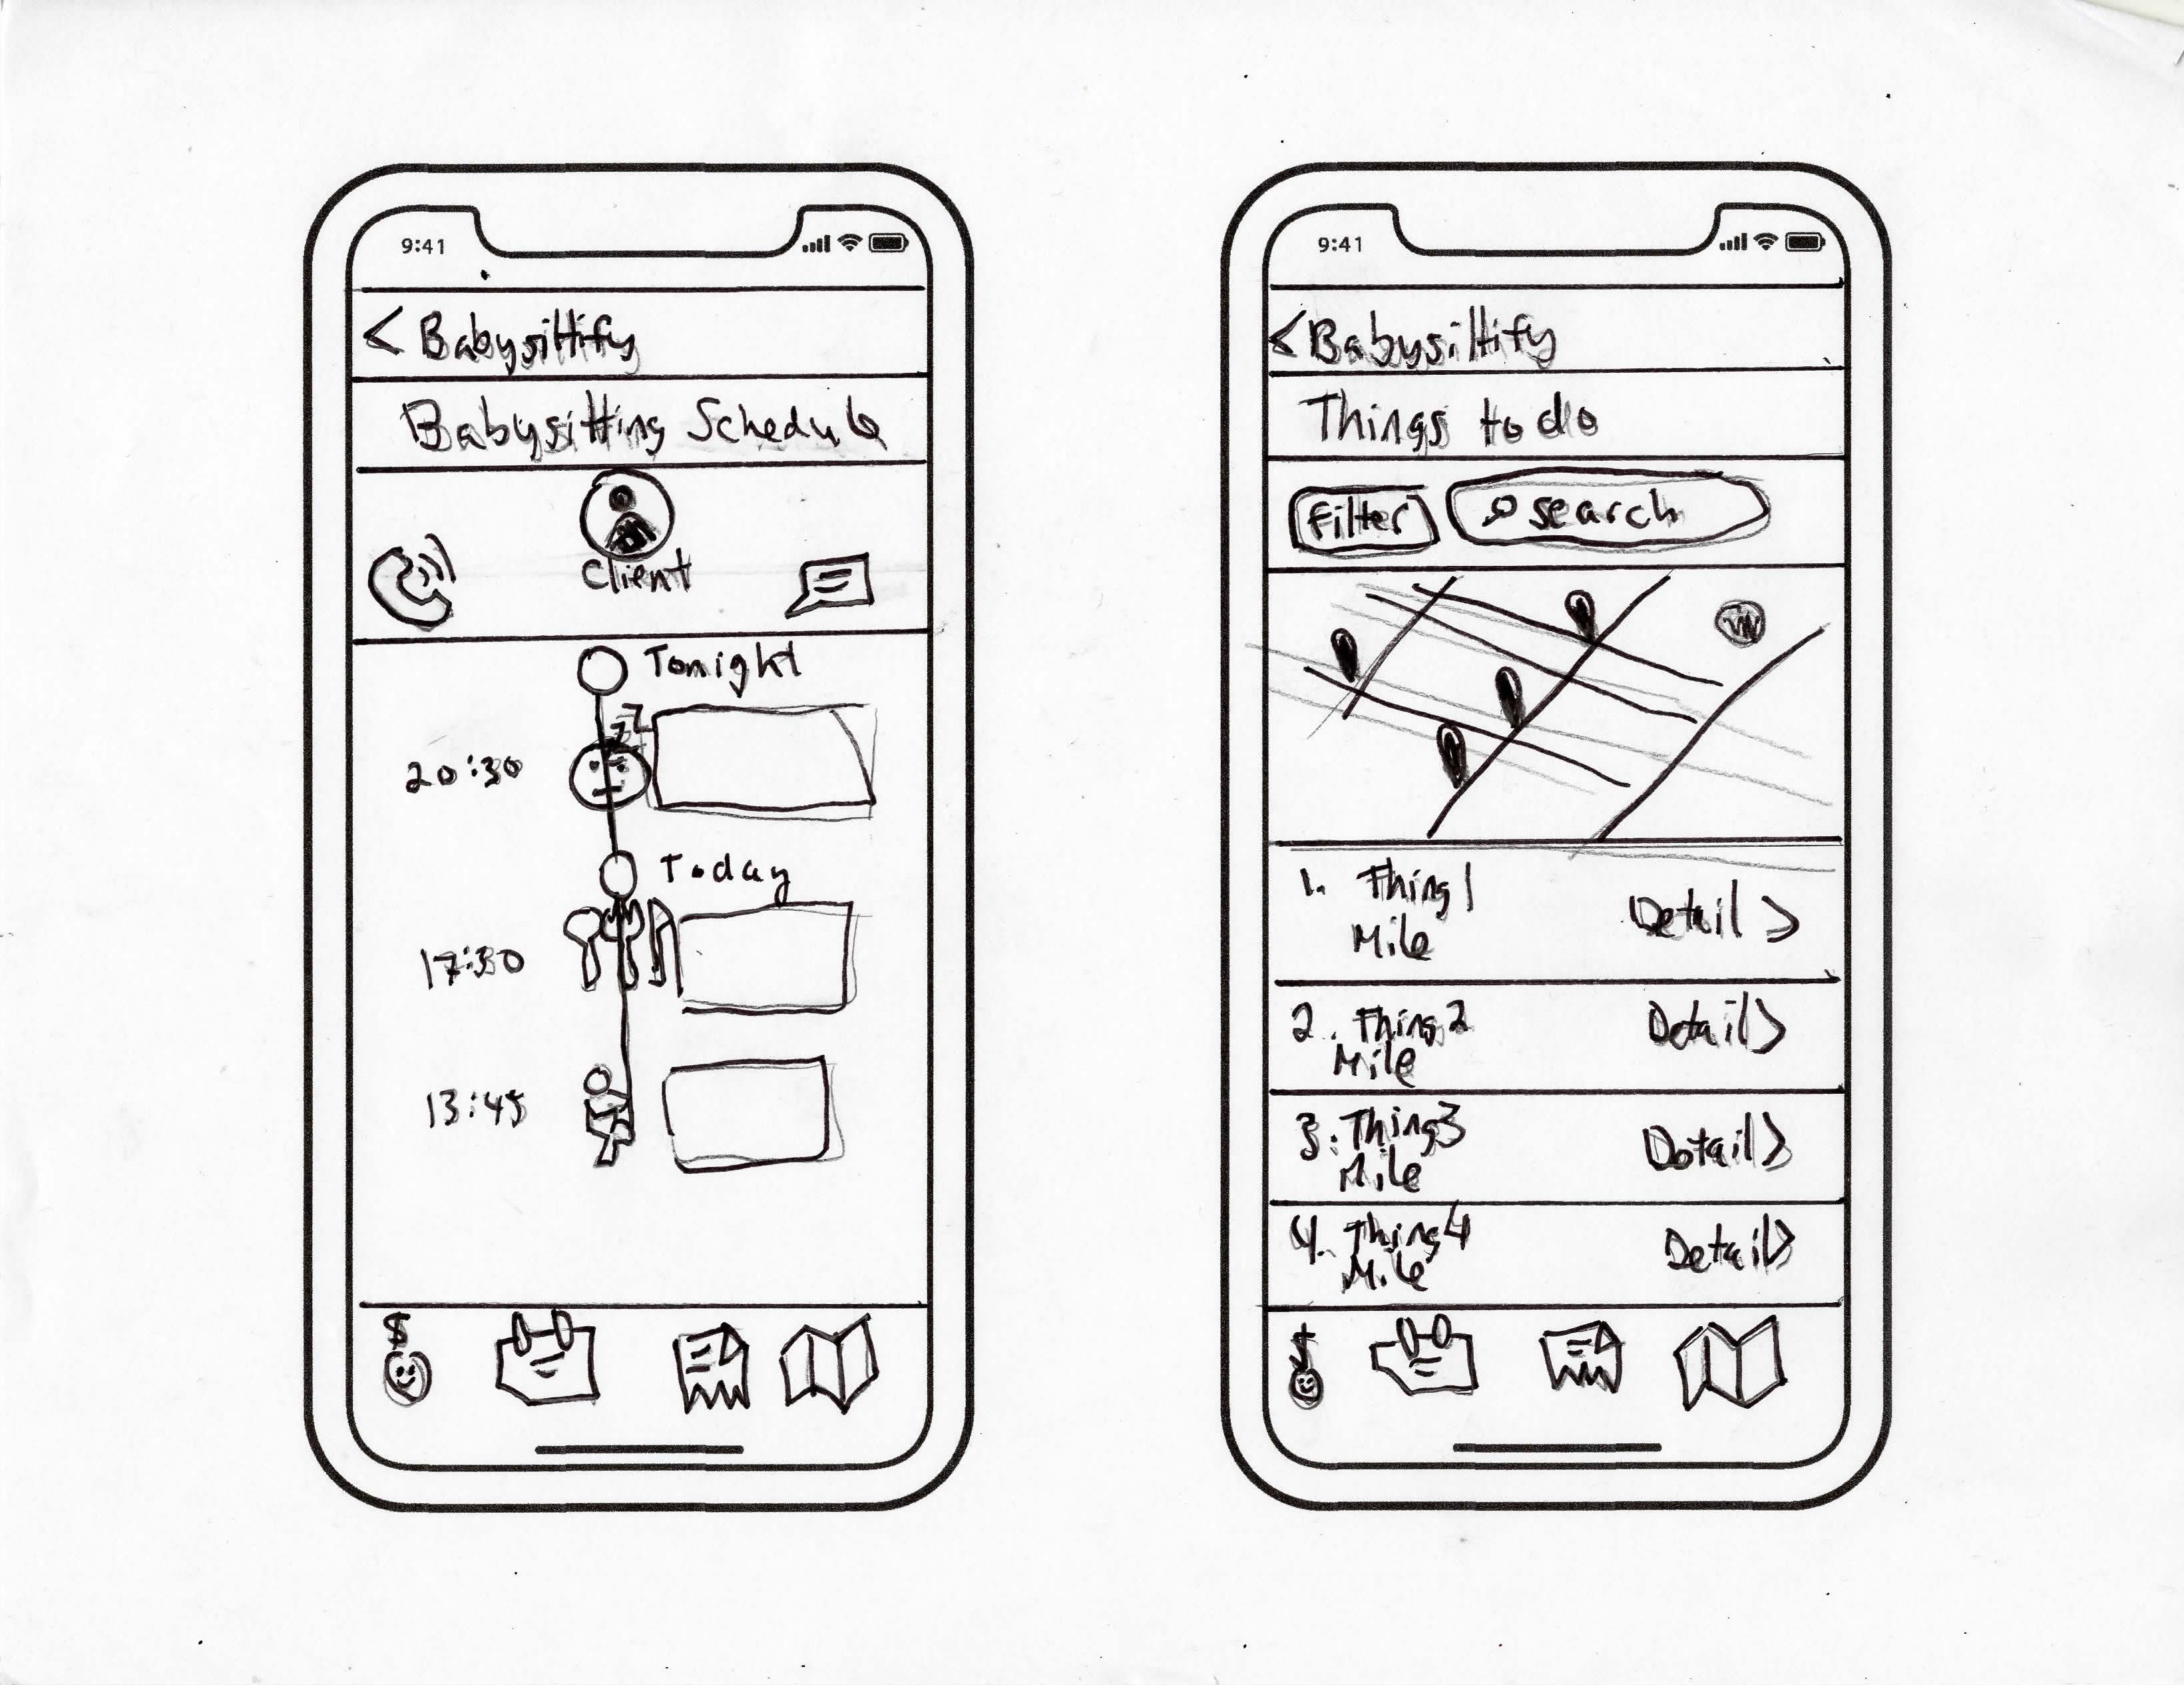 9:41
< Babysittify
Babysitting Schedule
Client
Tonight
20:30
zz
Today
17:30
13:45
$
9:41
< Babysittify
Things to do
Filter
search
1. Thing 1
Mile
Detail >
2. Thing 2
Mile
Detail >
3. Thing 3
Mile
Detail >
4. Thing 4
Mile
Detail >
$